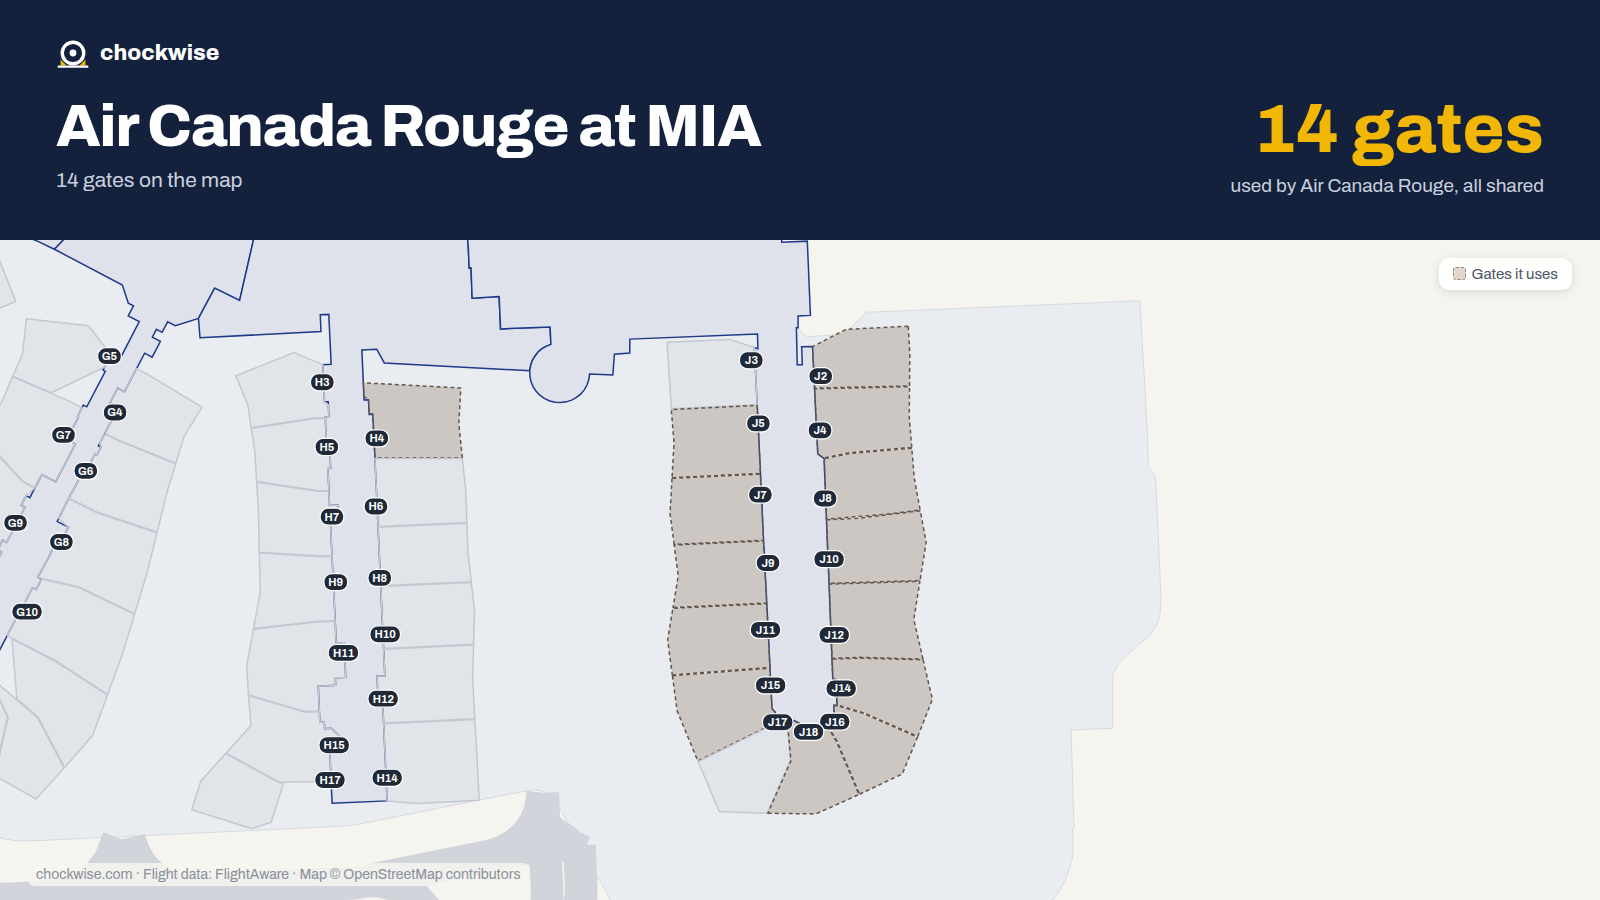 chockwise
Air Canada Rouge at MIA
14 gates on the map
14 gates
used by Air Canada Rouge, all shared
Gates it uses
G5
G4
G7
G6
G9
G8
G10
H3
H5
H4
H7
H6
H9
H8
H11
H10
H12
H15
H17
H14
J3
J2
J5
J4
J7
J8
J9
J10
J11
J12
J15
J14
J17
J18
J16
chockwise.com · Flight data: FlightAware · Map © OpenStreetMap contributors